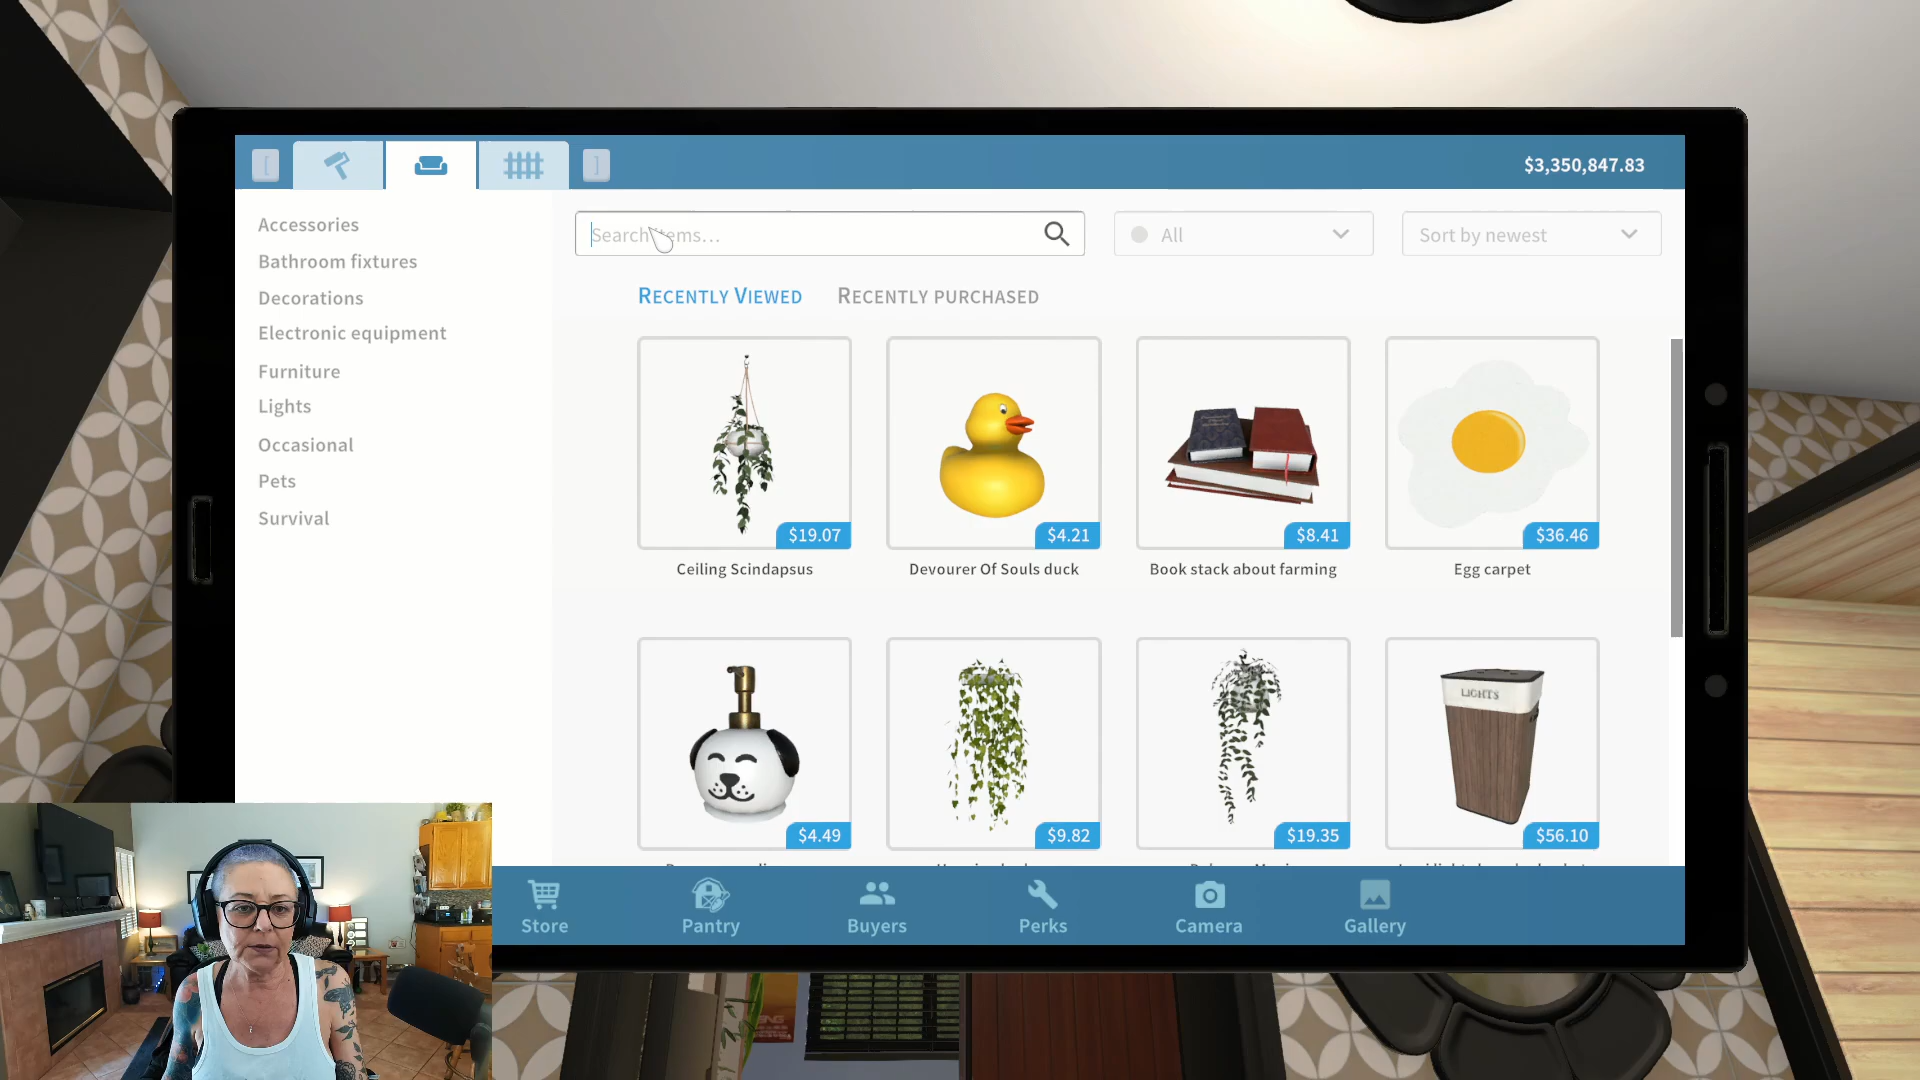 [
]
$3,350,847.83
Accessories
Bathroom fixtures
Decorations
Electronic equipment
Furniture
Lights
Occasional
Pets
Survival
Search items...
All
Sort by newest
RECENTLY VIEWED
RECENTLY PURCHASED
$19.07
Ceiling Scindapsus
$4.21
Devourer Of Souls duck
$8.41
Book stack about farming
$36.46
Egg carpet
$4.49
$9.82
$19.35
LIGHTS
$56.10
Store
Pantry
Buyers
Perks
Camera
Gallery